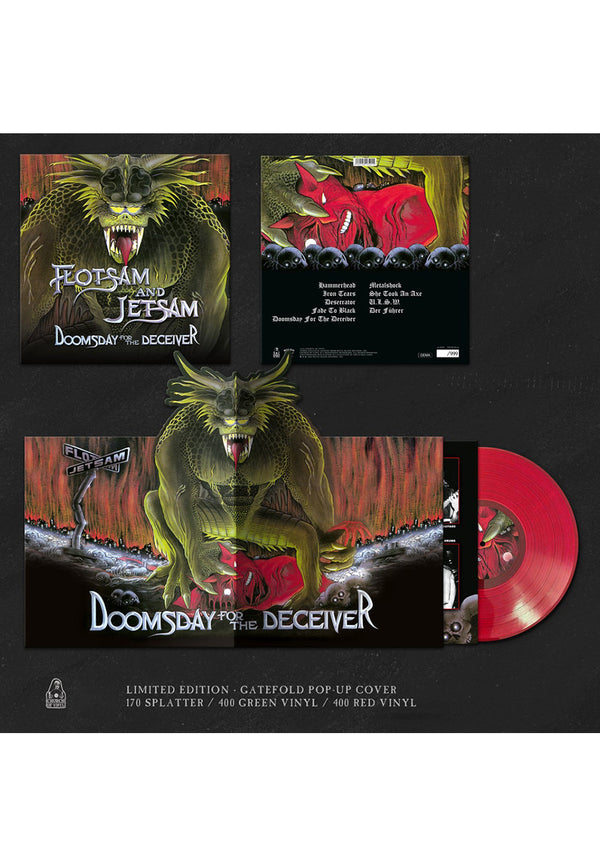 FLOTSAM
AND
JETSAM
DOOMSDAY FOR THE DECEIVER
Hammerhead
Iron Tears
Desecrator
Fade To Black
Doomsday For The Deceiver
Metalshock
She Took An Axe
U.L.S.W.
Der Führer
/999
FLOTSAM
JETSAM
DOOMSDAY FOR THE DECEIVER
LIMITED EDITION · GATEFOLD POP-UP COVER
170 SPLATTER / 400 GREEN VINYL / 400 RED VINYL